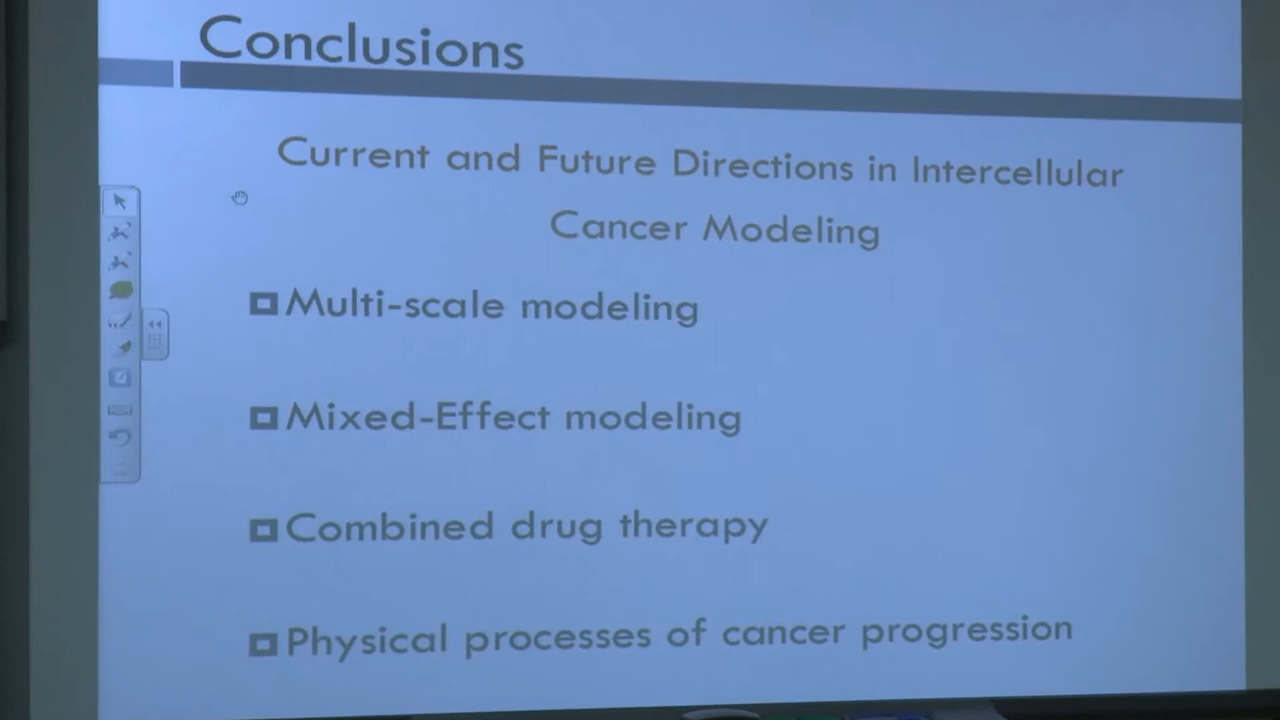 Conclusions
Current and Future Directions in Intercellular
Cancer Modeling
Multi-scale modeling
Mixed-Effect modeling
Combined drug therapy
Physical processes of cancer progression